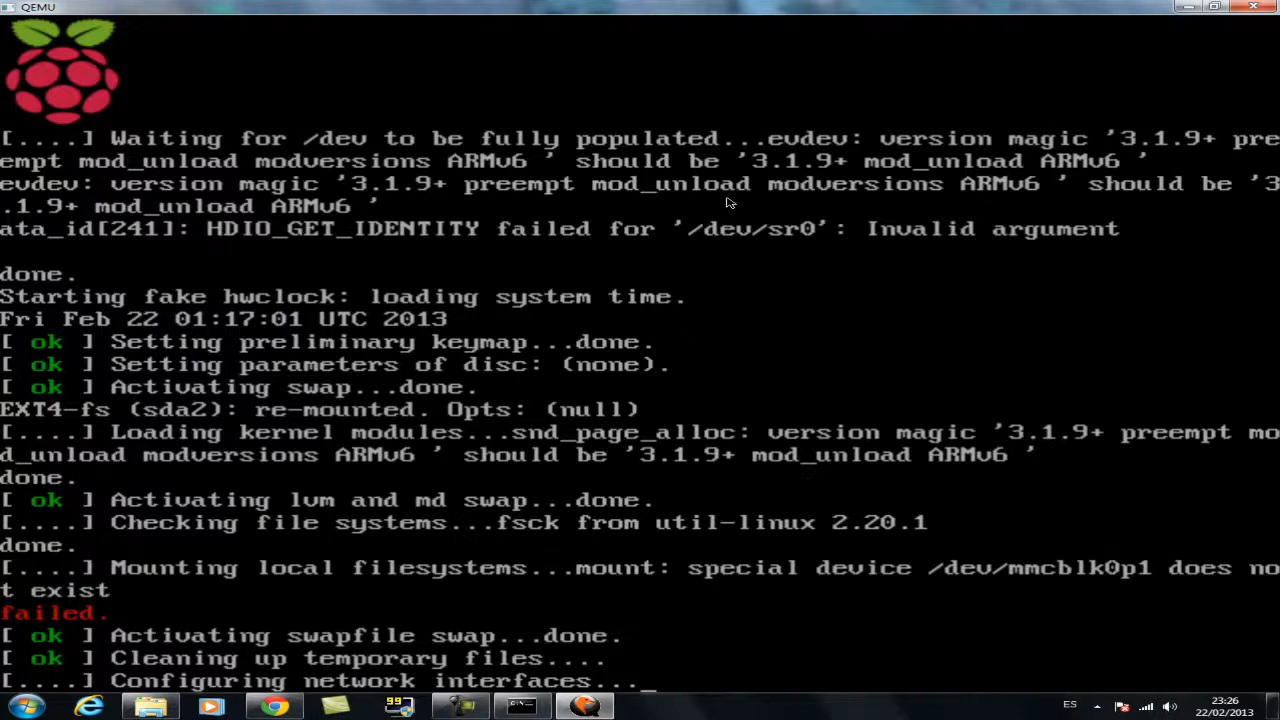 QEMU
[....] Waiting for /dev to be fully populated...evdev: version magic '3.1.9+ pre
empt mod_unload modversions ARMv6 ' should be '3.1.9+ mod_unload ARMv6 '
evdev: version magic '3.1.9+ preempt mod_unload modversions ARMv6 ' should be '3
.1.9+ mod_unload ARMv6 '
ata_id[241]: HDIO_GET_IDENTITY failed for '/dev/sr0': Invalid argument
done.
Starting fake hwclock: loading system time.
Fri Feb 22 01:17:01 UTC 2013
[ ok ] Setting preliminary keymap...done.
[ ok ] Setting parameters of disc: (none).
[ ok ] Activating swap...done.
EXT4-fs (sda2): re-mounted. Opts: (null)
[....] Loading kernel modules...snd_page_alloc: version magic '3.1.9+ preempt mo
d_unload modversions ARMv6 ' should be '3.1.9+ mod_unload ARMv6 '
done.
[ ok ] Activating lvm and md swap...done.
[....] Checking file systems...fsck from util-linux 2.20.1
done.
[....] Mounting local filesystems...mount: special device /dev/mmcblk0p1 does no
t exist
failed.
[ ok ] Activating swapfile swap...done.
[ ok ] Cleaning up temporary files....
[....] Configuring network interfaces..._
99
C:\
ES
23:26
22/02/2013